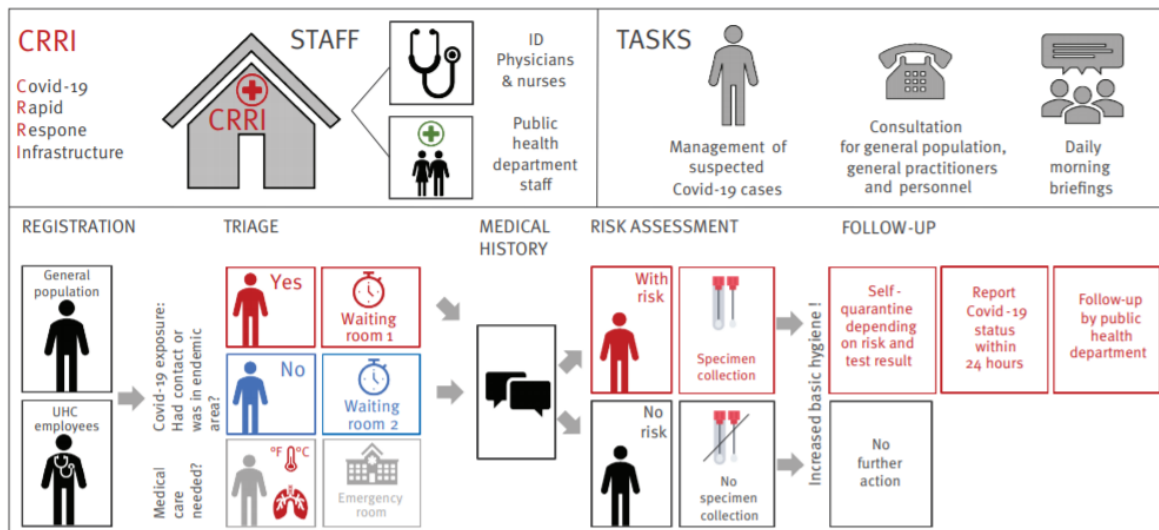 CRRI
Covid-19
Rapid
Respone
Infrastructure
STAFF
CRRI
ID
Physicians
& nurses
Public
health
department
staff
TASKS
Management of
suspected
Covid-19 cases
Consultation
for general population,
general practitioners
and personnel
Daily
morning
briefings
REGISTRATION
General
population
UHC
employees
TRIAGE
Covid-19 exposure:
Had contact or
was in endemic
area?
Medical
care
needed?
Yes
Waiting
room 1
No
Waiting
room 2
°F °C
Emergency
room
MEDICAL
HISTORY
RISK ASSESSMENT
With
risk
Specimen
collection
No
risk
No
specimen
collection
Increased basic hygiene !
FOLLOW-UP
Self-
quarantine
depending
on risk and
test result
Report
Covid-19
status
within
24 hours
Follow-up
by public
health
department
No
further
action